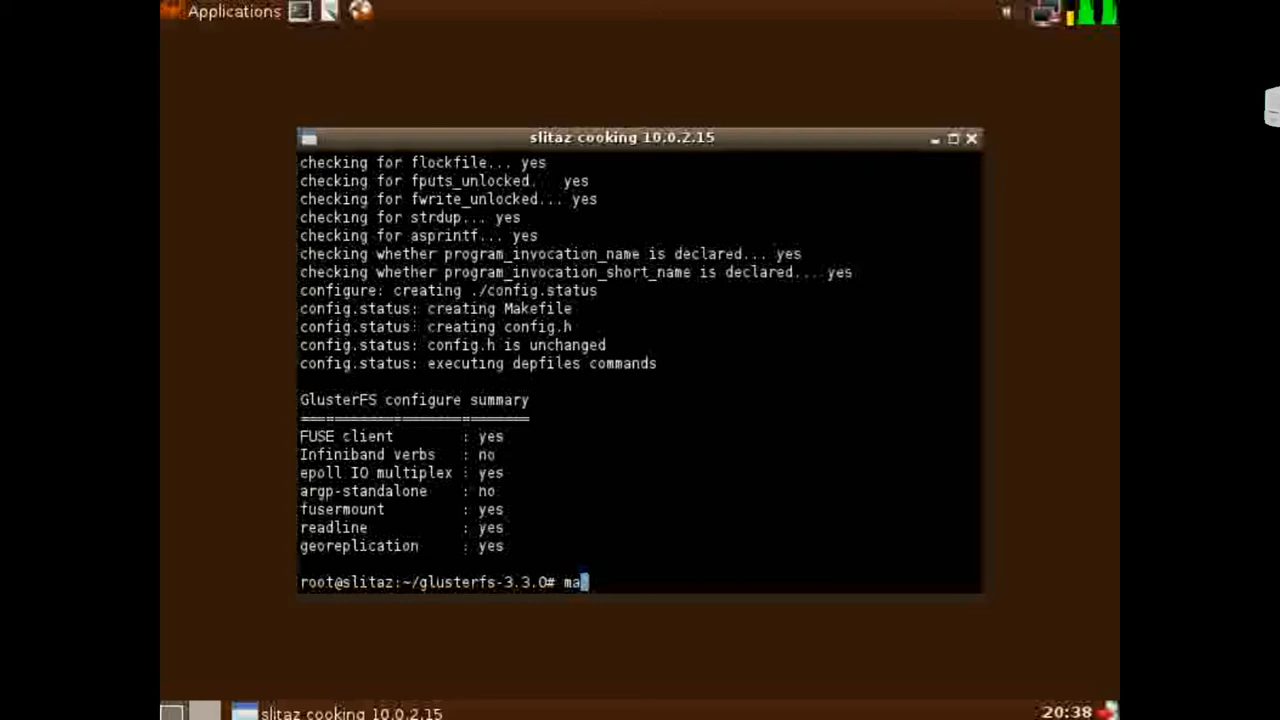 Applications
slitaz cooking 10.0.2.15
checking for flockfile... yes
checking for fputs_unlocked... yes
checking for fwrite_unlocked... yes
checking for strdup... yes
checking for asprintf... yes
checking whether program_invocation_name is declared... yes
checking whether program_invocation_short_name is declared... yes
configure: creating ./config.status
config.status: creating Makefile
config.status: creating config.h
config.status: config.h is unchanged
config.status: executing depfiles commands
GlusterFS configure summary
===========================
FUSE client : yes
Infiniband verbs : no
epoll IO multiplex : yes
argp-standalone : no
fusermount : yes
readline : yes
georeplication : yes
root@slitaz:~/glusterfs-3.3.0# ma
slitaz cooking 10.0.2.15
20:38